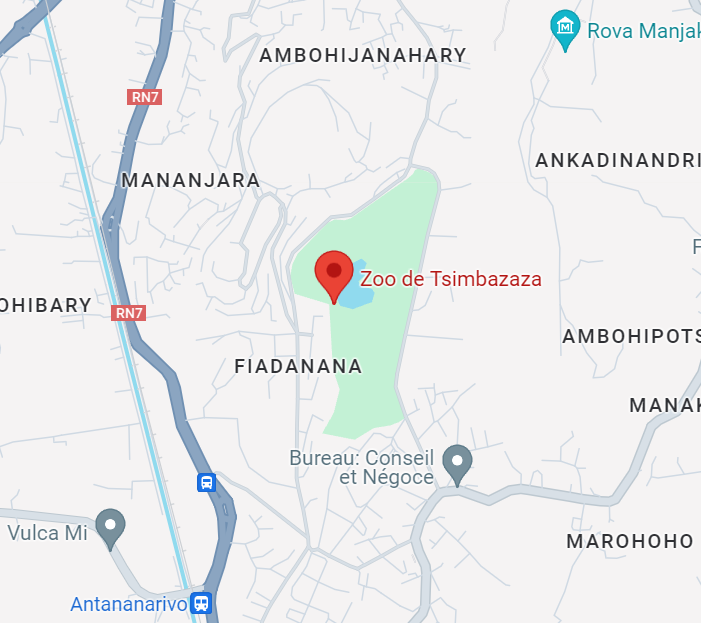 AMBOHIJANAHARY
Rova Manjak
RN7
ANKADINANDRI
MANANJARA
F
Zoo de Tsimbazaza
OHIBARY
RN7
AMBOHIPOTS
FIADANANA
MANAK
Bureau: Conseil
et Négoce
Vulca Mi
MAROHOHO
Antananarivo